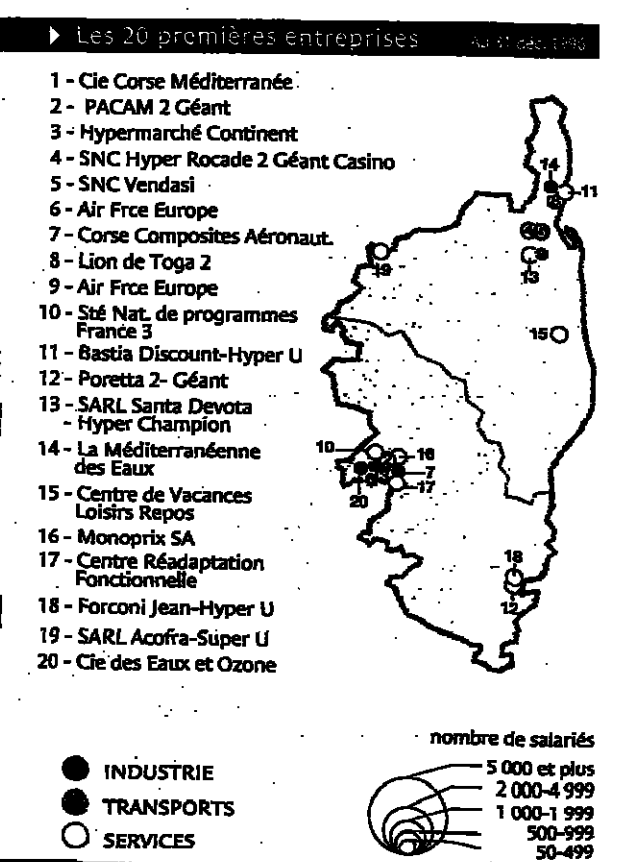 Les 20 premières entreprises
Au 31 déc. 1996
1 - Cie Corse Méditerranée
2 - PACAM 2 Géant
3 - Hypermarché Continent
4 - SNC Hyper Rocade 2 Géant Casino
5 - SNC Vendasi
6 - Air Frce Europe
7 - Corse Composites Aéronaut.
8 - Lion de Toga 2
9 - Air Frce Europe
10 - Sté Nat. de programmes
France 3
11 - Bastia Discount-Hyper U
12 - Poretta 2- Géant
13 - SARL Santa Devota
- Hyper Champion
14 - La Méditerranéenne
des Eaux
15 - Centre de Vacances
Loisirs Repos
16 - Monoprix SA
17 - Centre Réadaptation
Fonctionnelle
18 - Forconi Jean-Hyper U
19 - SARL Acofra-Super U
20 - Cie des Eaux et Ozone
14
11
19
13
15
10
16
7
17
20
18
12
INDUSTRIE
TRANSPORTS
SERVICES
nombre de salariés
5 000 et plus
2 000-4 999
1 000-1 999
500-999
50-499